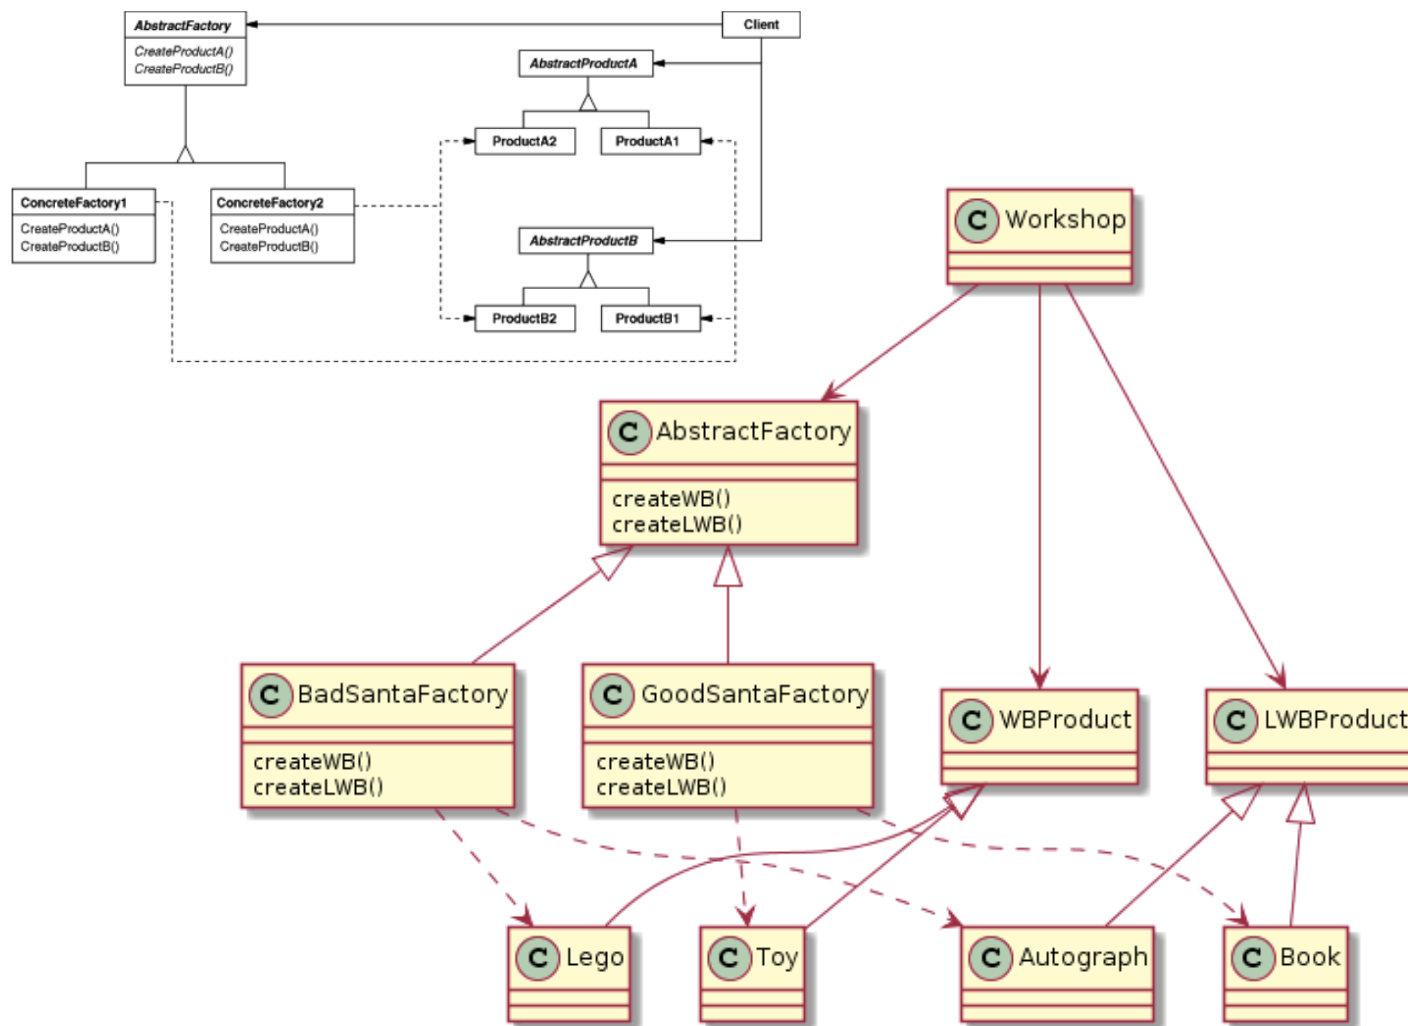 AbstractFactory
CreateProductA()
CreateProductB()
Client
AbstractProductA
ProductA2
ProductA1
ConcreteFactory1
CreateProductA()
CreateProductB()
ConcreteFactory2
CreateProductA()
CreateProductB()
AbstractProductB
ProductB2
ProductB1
C Workshop
C AbstractFactory
createWB()
createLWB()
C BadSantaFactory
createWB()
createLWB()
C GoodSantaFactory
createWB()
createLWB()
C WBProduct
C LWBProduct
C Lego
C Toy
C Autograph
C Book